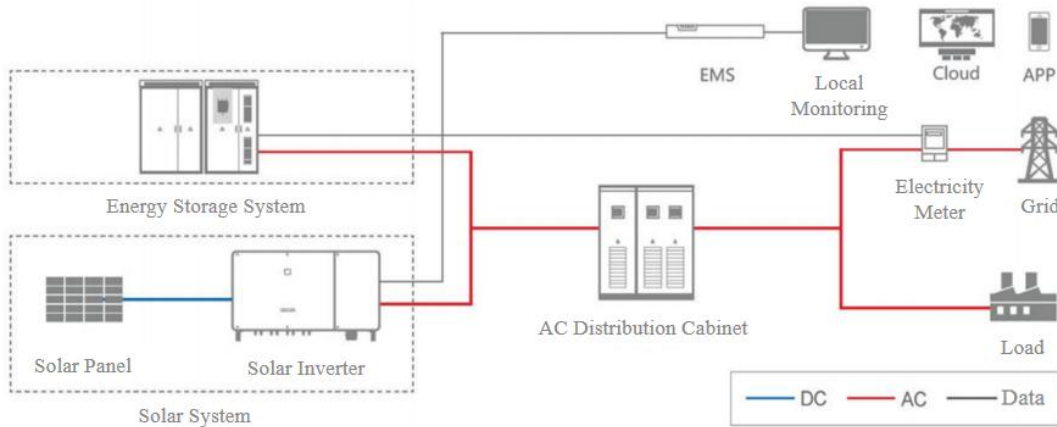 EMS
Local
Monitoring
Cloud
APP
Energy Storage System
Electricity
Meter
Grid
AC Distribution Cabinet
Solar Panel
Solar Inverter
Load
Solar System
DC
AC
Data